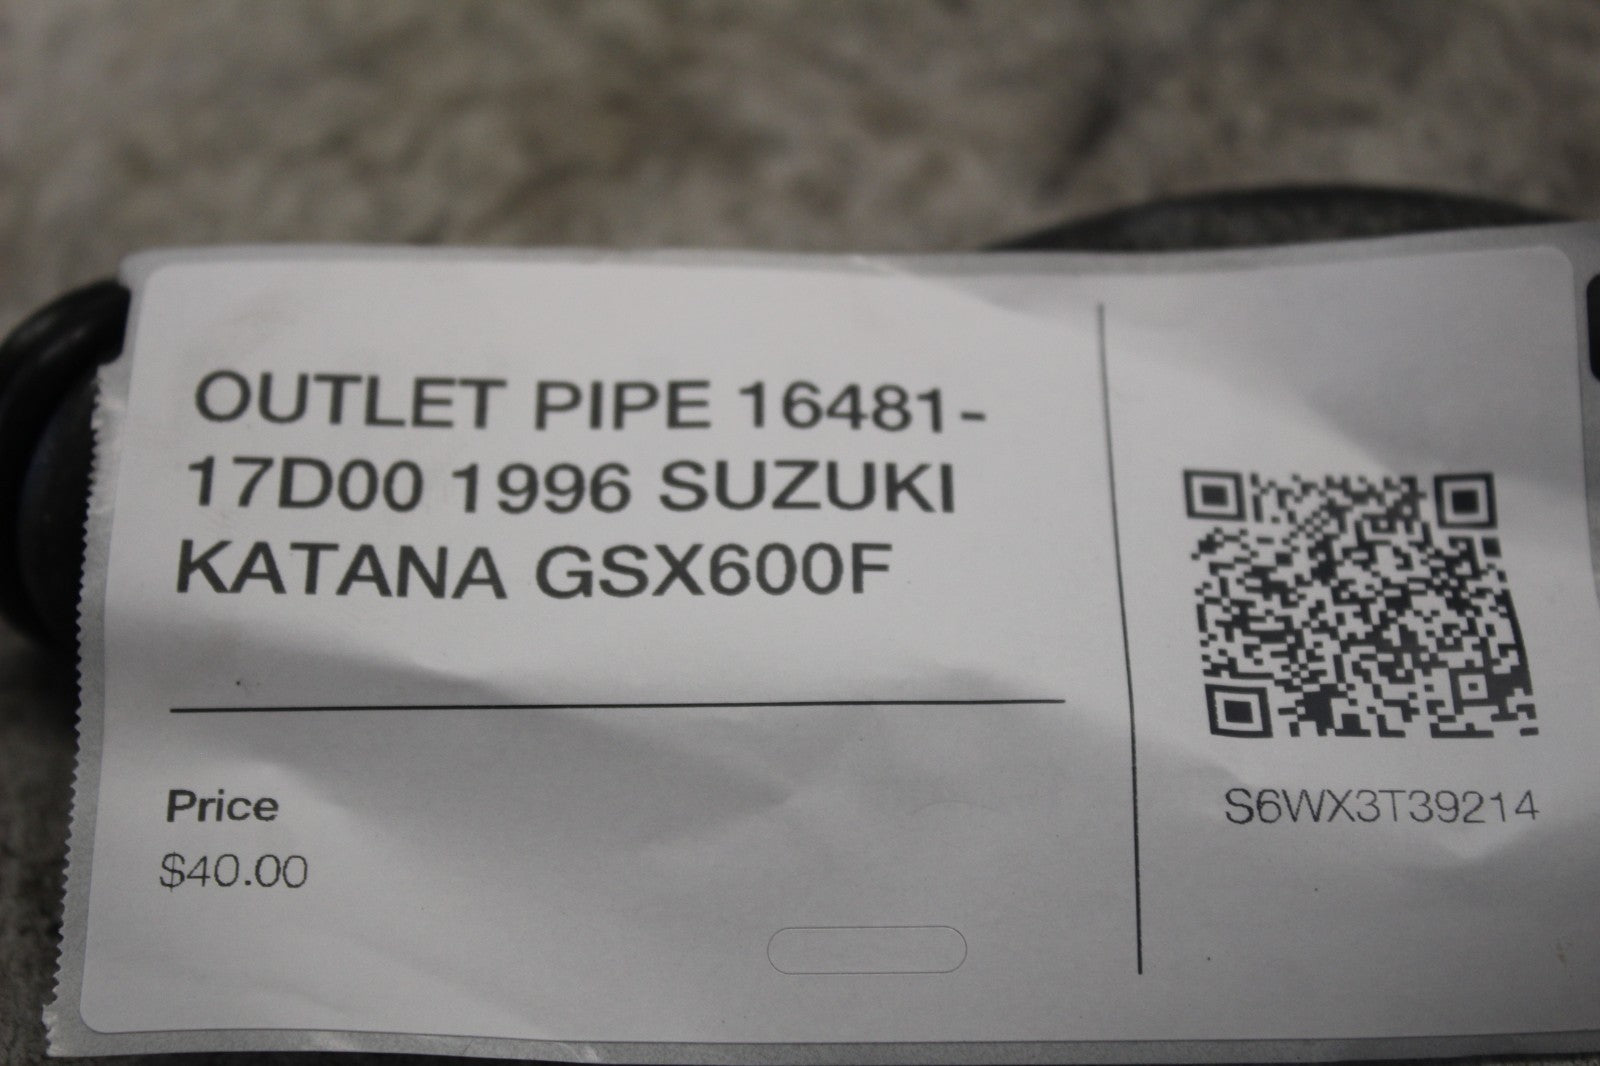 OUTLET PIPE 16481-
17D00 1996 SUZUKI
KATANA GSX600F
Price
$40.00
S6WX3T39214